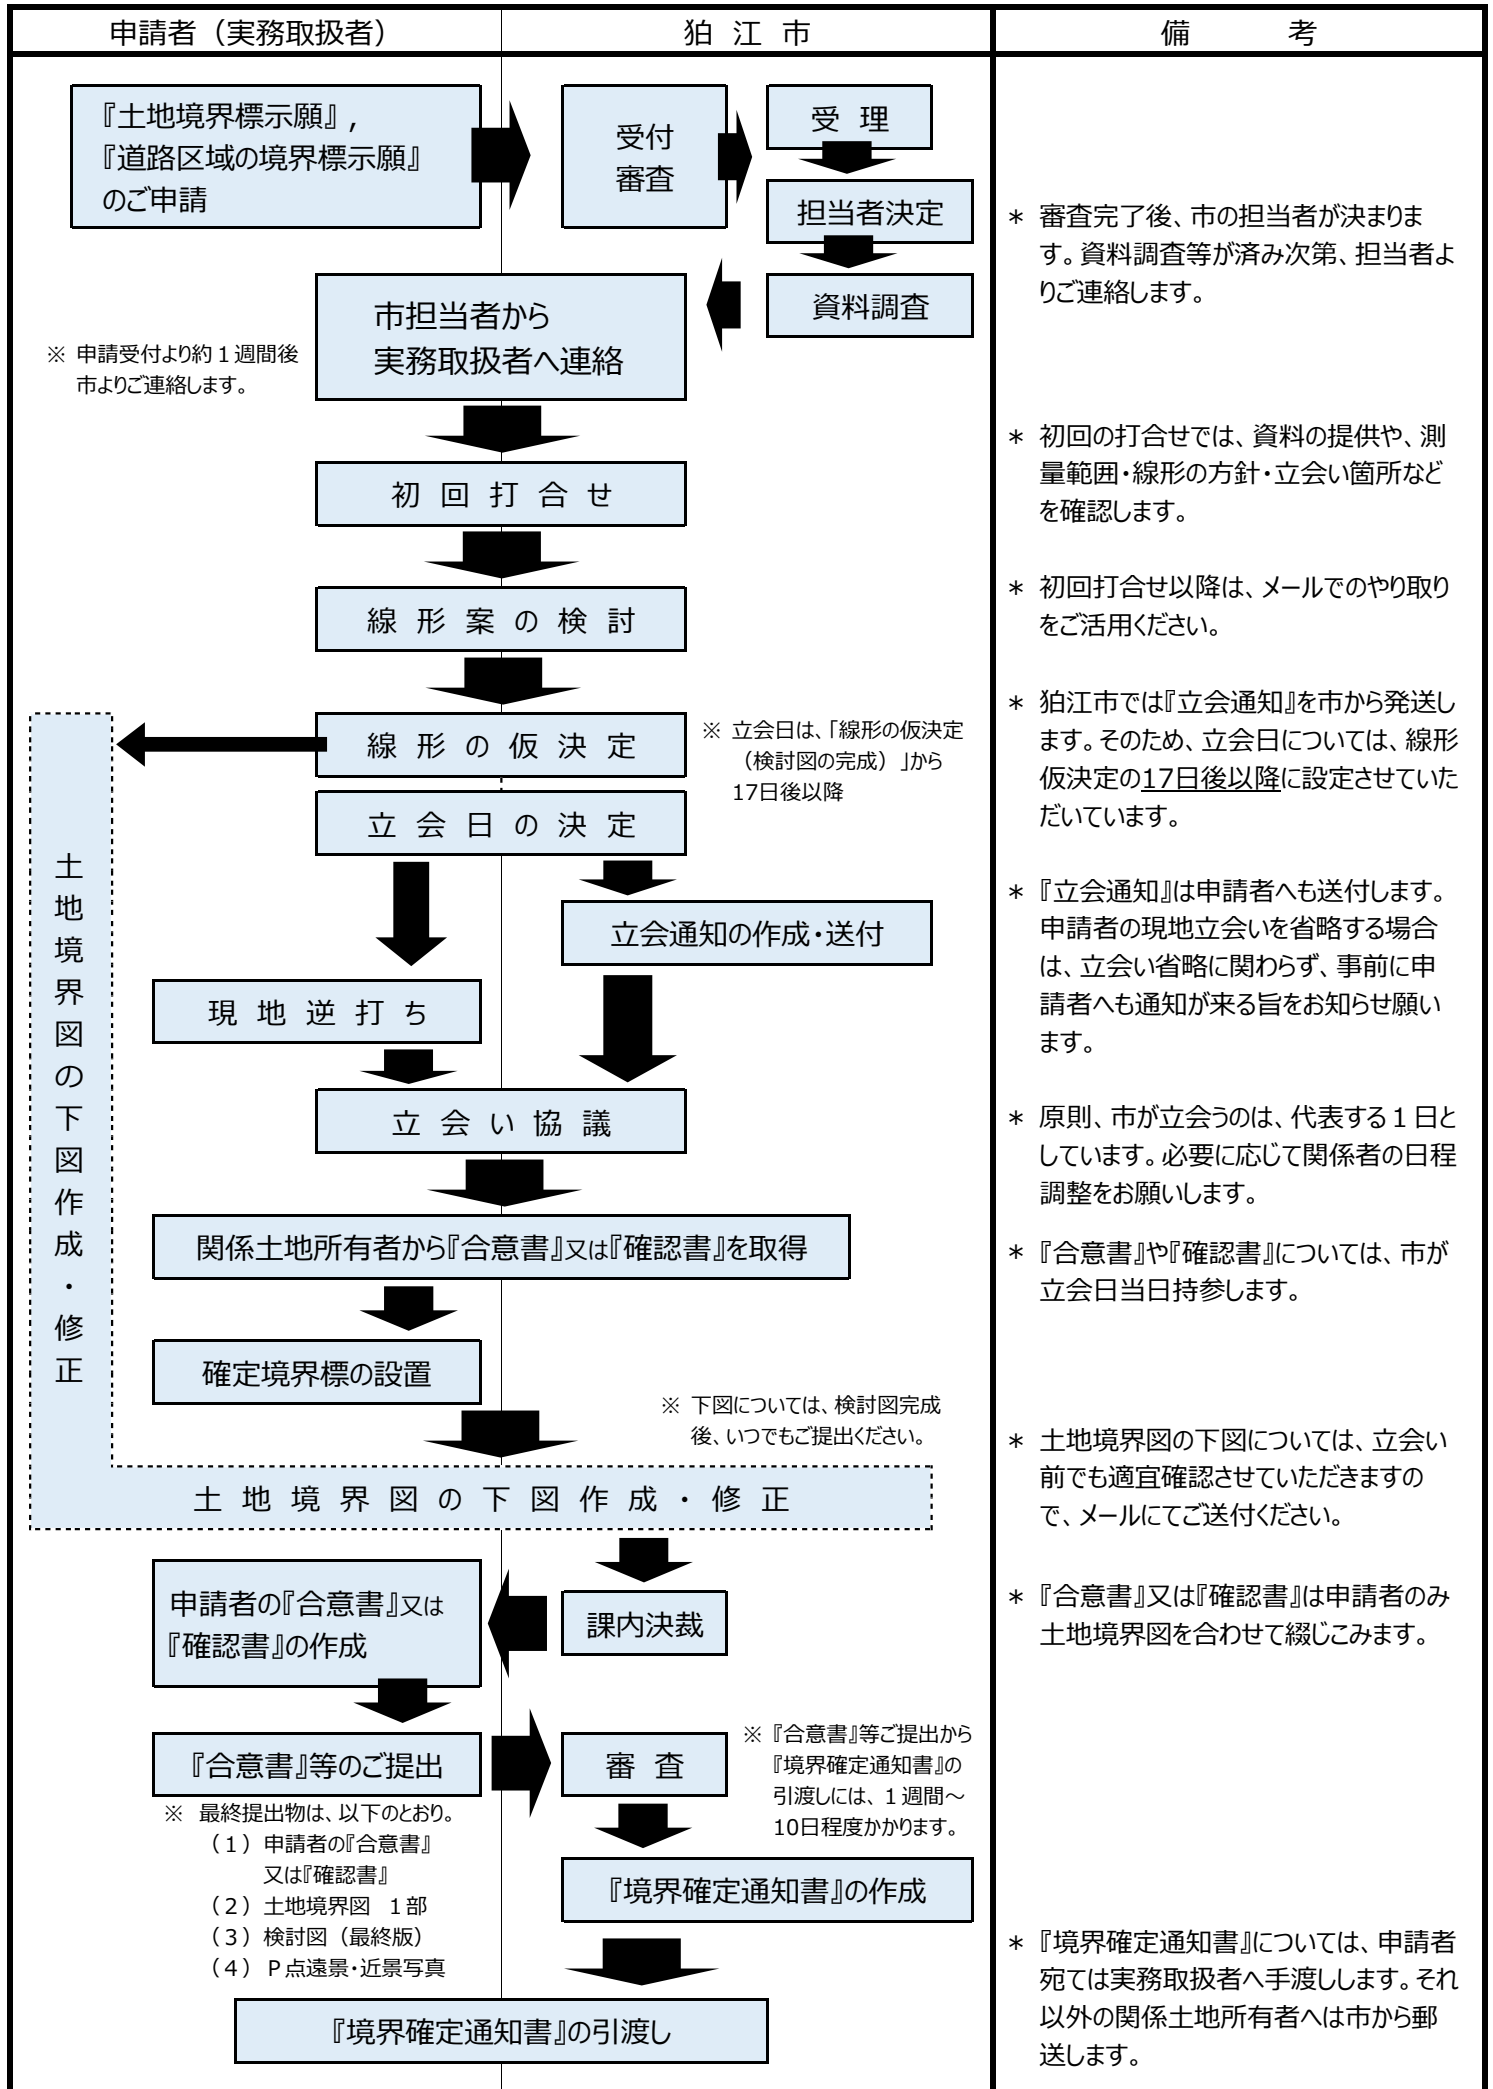 申請者（実務取扱者）
狛　江　市
備　　　考
『土地境界標示願』，
『道路区域の境界標示願』
のご申請
受付
審査
受　理
担当者決定
資料調査
＊ 審査完了後、市の担当者が決まりま
す。資料調査等が済み次第、担当者よ
りご連絡します。
市担当者から
実務取扱者へ連絡
※ 申請受付より約１週間後
市よりご連絡します。
初　回　打　合　せ
＊ 初回の打合せでは、資料の提供や、測
量範囲・線形の方針・立会い箇所など
を確認します。
線　形　案　の　検　討
＊ 初回打合せ以降は、メールでのやり取り
をご活用ください。
線　形　の　仮　決　定
※ 立会日は、「線形の仮決定
（検討図の完成）」から
17日後以降
立　会　日　の　決　定
＊ 狛江市では『立会通知』を市から発送し
ます。そのため、立会日については、線形
仮決定の17日後以降に設定させていた
だいています。
立会通知の作成・送付
＊ 『立会通知』は申請者へも送付します。
申請者の現地立会いを省略する場合
は、立会い省略に関わらず、事前に申
請者へも通知が来る旨をお知らせ願い
ます。
現　地　逆　打　ち
立　会　い　協　議
＊ 原則、市が立会うのは、代表する１日と
しています。必要に応じて関係者の日程
調整をお願いします。
関係土地所有者から『合意書』又は『確認書』を取得
＊ 『合意書』や『確認書』については、市が
立会日当日持参します。
確定境界標の設置
※ 下図については、検討図完成
後、いつでもご提出ください。
土地境界図の下図作成・修正
土　地　境　界　図　の　下　図　作　成　・　修　正
＊ 土地境界図の下図については、立会い
前でも適宜確認させていただきますの
で、メールにてご送付ください。
申請者の『合意書』又は
『確認書』の作成
課内決裁
＊ 『合意書』又は『確認書』は申請者のみ
土地境界図を合わせて綴じこみます。
『合意書』等のご提出
審　査
※ 『合意書』等ご提出から
『境界確定通知書』の
引渡しには、１週間～
10日程度かかります。
※ 最終提出物は、以下のとおり。
（１）申請者の『合意書』
又は『確認書』
（２）土地境界図　１部
（３）検討図（最終版）
（４）Ｐ点遠景・近景写真
『境界確定通知書』の作成
『境界確定通知書』の引渡し
＊ 『境界確定通知書』については、申請者
宛ては実務取扱者へ手渡しします。それ
以外の関係土地所有者へは市から郵
送します。